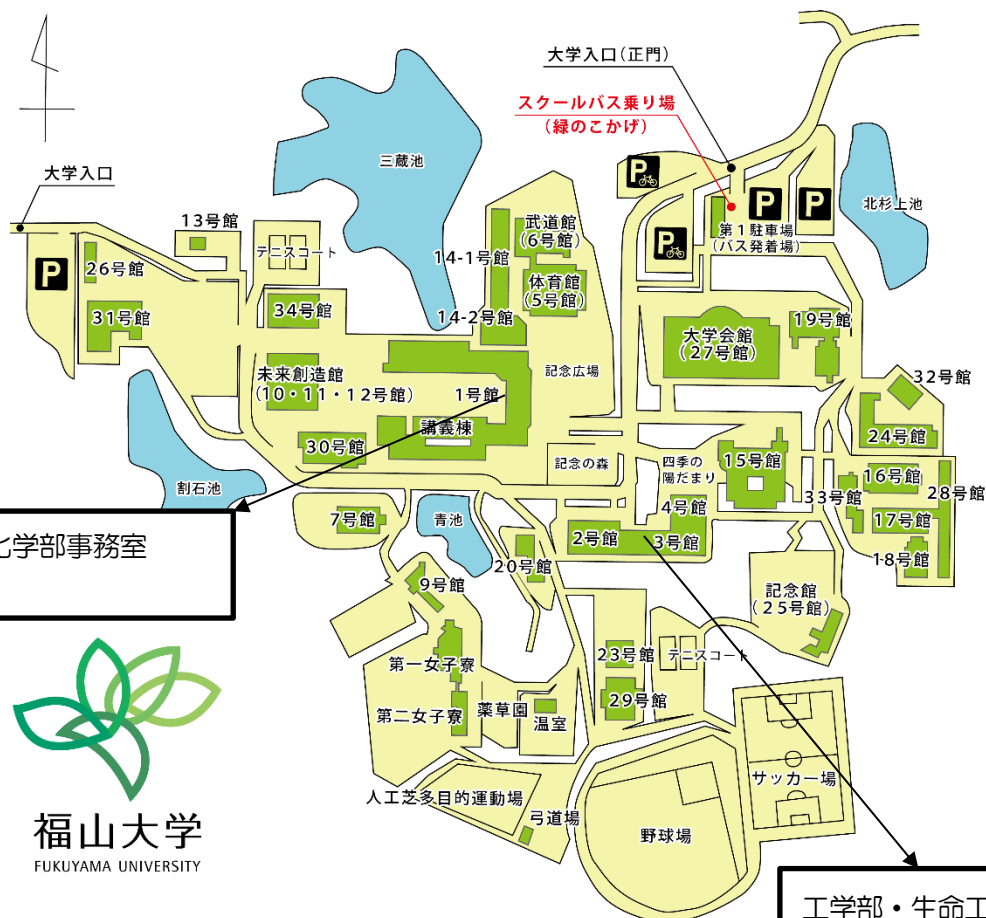 大学入口(正門)
スクールバス乗り場
(緑のこかげ)
三蔵池
大学入口
北杉上池
13号館
テニスコート
武道館
(6号館)
第1駐車場
(バス発着場)
P
P
P
P
P
26号館
14-1号館
体育館
(5号館)
31号館
34号館
14-2号館
大学会館
(27号館)
19号館
未来創造館
(10・11・12号館)
1号館
記念広場
32号館
講義棟
24号館
30号館
記念の森
四季の
陽だまり
15号館
16号館
割石池
33号館
28号館
7号館
青池
4号館
17号館
2号館
3号館
18号館
化学部事務室
20号館
9号館
記念館
(25号館)
23号館
テニスコート
第一女子寮
29号館
第二女子寮
薬草園
温室
サッカー場
人工芝多目的運動場
弓道場
野球場
福山大学
FUKUYAMA UNIVERSITY
工学部・生命工